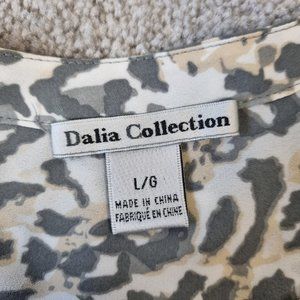 Dalia Collection
L/G
MADE IN CHINA
FABRIQUÉ EN CHINE